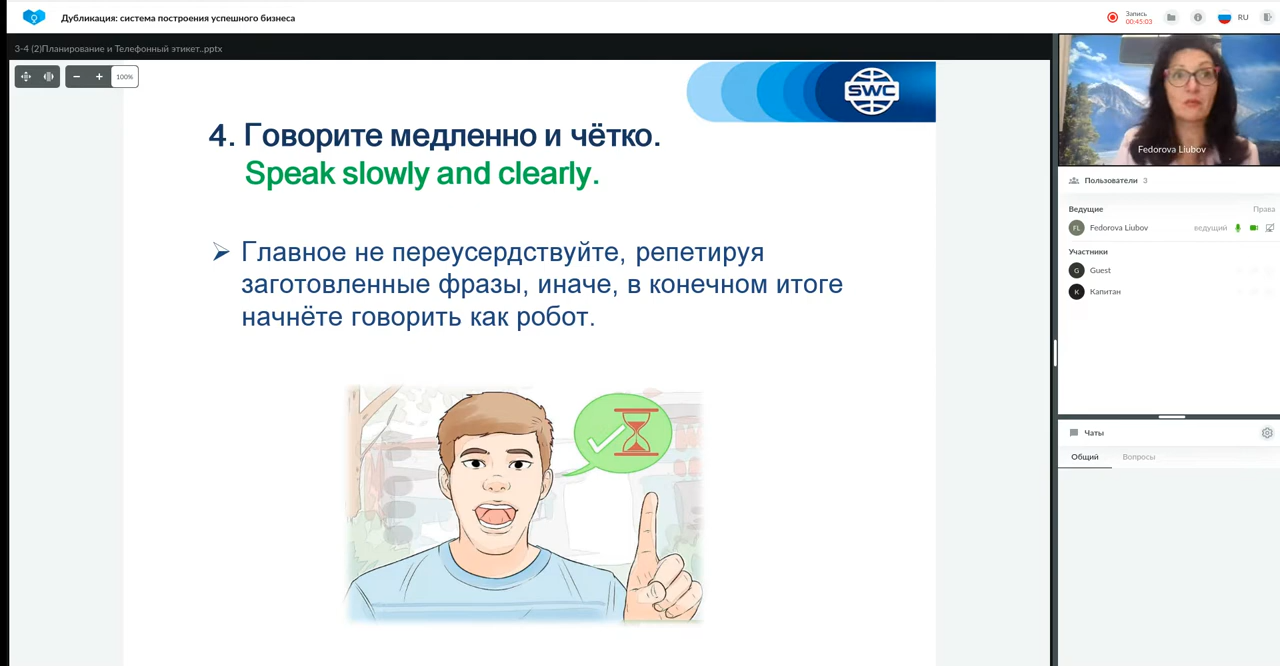 Дубликация: система построения успешного бизнеса
Запись
00:45:03
RU
3-4 (2)Планирование и Телефонный этикет..pptx
100%
SWC
4. Говорите медленно и чётко.
Speak slowly and clearly.
Главное не переусердствуйте, репетируя
заготовленные фразы, иначе, в конечном итоге
начнёте говорить как робот.
Fedorova Liubov
Пользователи 3
Ведущие Права
FL Fedorova Liubov ведущий
Участники
G Guest
К Капитан
Чаты
Общий Вопросы